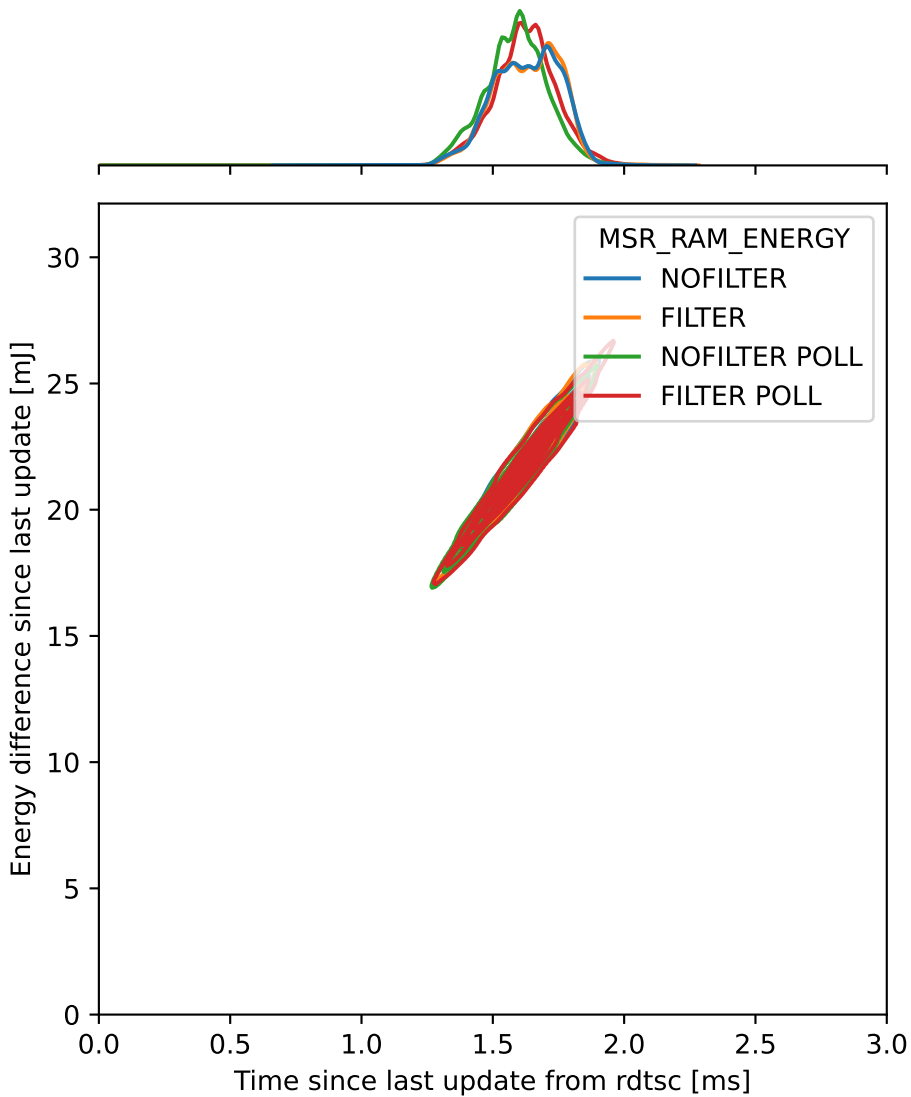 MSR_RAM_ENERGY
NOFILTER
FILTER
NOFILTER POLL
FILTER POLL
30
25
20
15
10
5
0
Energy difference since last update [mJ]
0.0 0.5 1.0 1.5 2.0 2.5 3.0
Time since last update from rdtsc [ms]